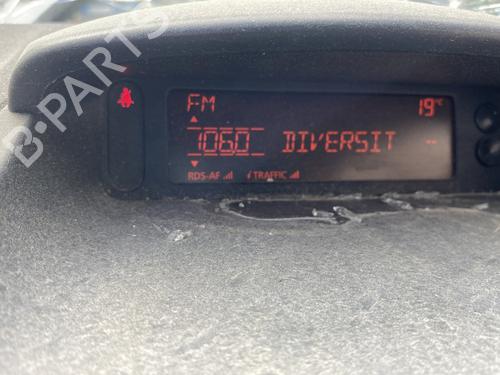 B-PARTS
FM 19°C
1060 DIVERSIT --
RDS-AF i TRAFFIC